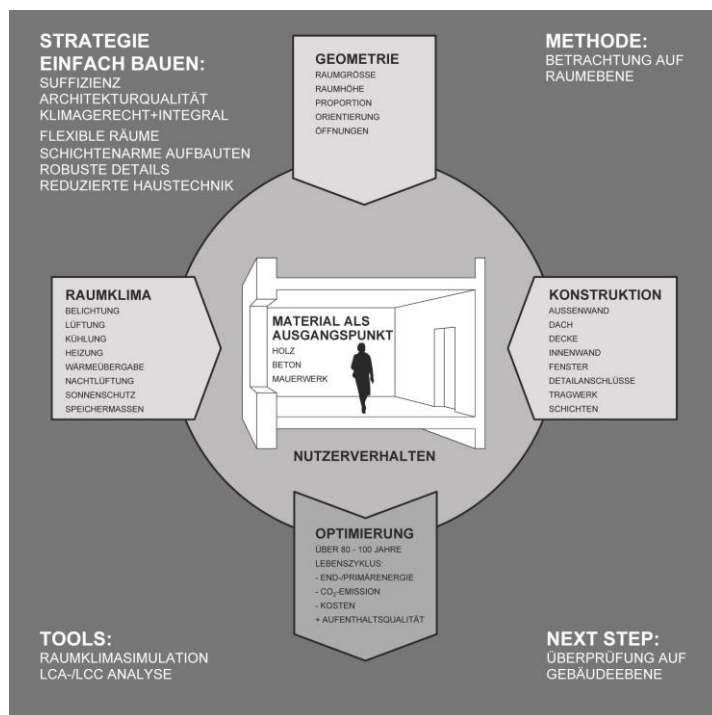 STRATEGIE
EINFACH BAUEN:
SUFFIZIENZ
ARCHITEKTURQUALITÄT
KLIMAGERECHT+INTEGRAL
FLEXIBLE RÄUME
SCHICHTENARME AUFBAUTEN
ROBUSTE DETAILS
REDUZIERTE HAUSTECHNIK
GEOMETRIE
RAUMGRÖSSE
RAUMHÖHE
PROPORTION
ORIENTIERUNG
ÖFFNUNGEN
METHODE:
BETRACHTUNG AUF
RAUMEBENE
RAUMKLIMA
BELICHTUNG
LÜFTUNG
KÜHLUNG
HEIZUNG
WÄRMEÜBERGABE
NACHTLÜFTUNG
SONNENSCHUTZ
SPEICHERMASSEN
MATERIAL ALS
AUSGANGSPUNKT
HOLZ
BETON
MAUERWERK
NUTZERVERHALTEN
KONSTRUKTION
AUSSENWAND
DACH
DECKE
INNENWAND
FENSTER
DETAILANSCHLÜSSE
TRAGWERK
SCHICHTEN
OPTIMIERUNG
ÜBER 80 - 100 JAHRE
LEBENSZYKLUS:
- END-/PRIMÄRENERGIE
- CO₂-EMISSION
- KOSTEN
+ AUFENTHALTSQUALITÄT
TOOLS:
RAUMKLIMASIMULATION
LCA-/LCC ANALYSE
NEXT STEP:
ÜBERPRÜFUNG AUF
GEBÄUDEEBENE